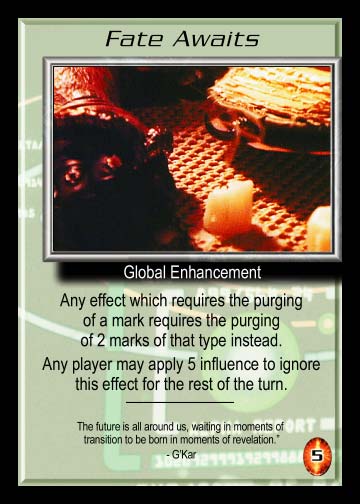 Fate Awaits
Global Enhancement
Any effect which requires the purging
of a mark requires the purging
of 2 marks of that type instead.
Any player may apply 5 influence to ignore
this effect for the rest of the turn.
The future is all around us, waiting in moments of
transition to be born in moments of revelation.”
- G'Kar
5